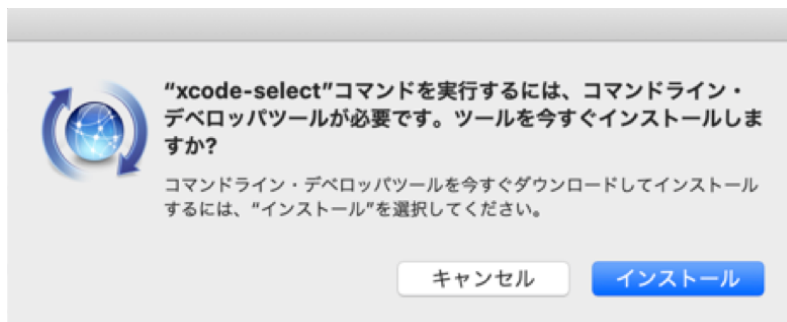 “xcode-select”コマンドを実行するには、コマンドライン・
デベロッパツールが必要です。ツールを今すぐインストールしま
すか?
コマンドライン・デベロッパツールを今すぐダウンロードしてインストール
するには、“インストール”を選択してください。
キャンセル
インストール